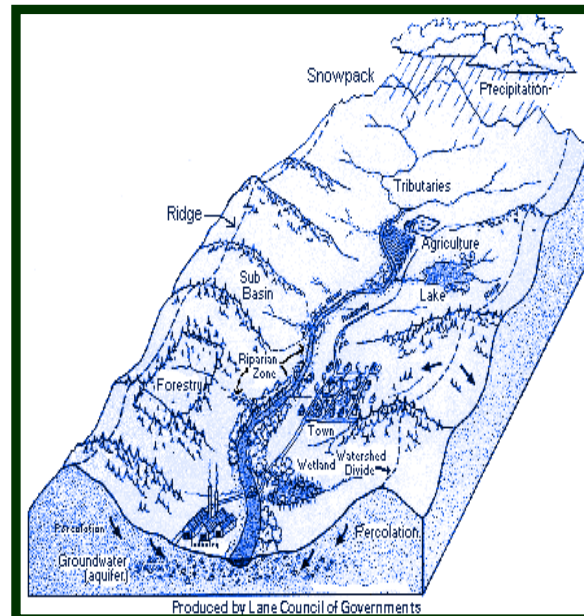 Snowpack
Precipitation
Tributaries
Ridge
Agriculture
Sub
Basin
Lake
Riparian
Zone
Forestry
Town
Wetland
Watershed
Divide
Percolation
Percolation
Groundwater
(aquifer)
Produced by Lane Council of Governments